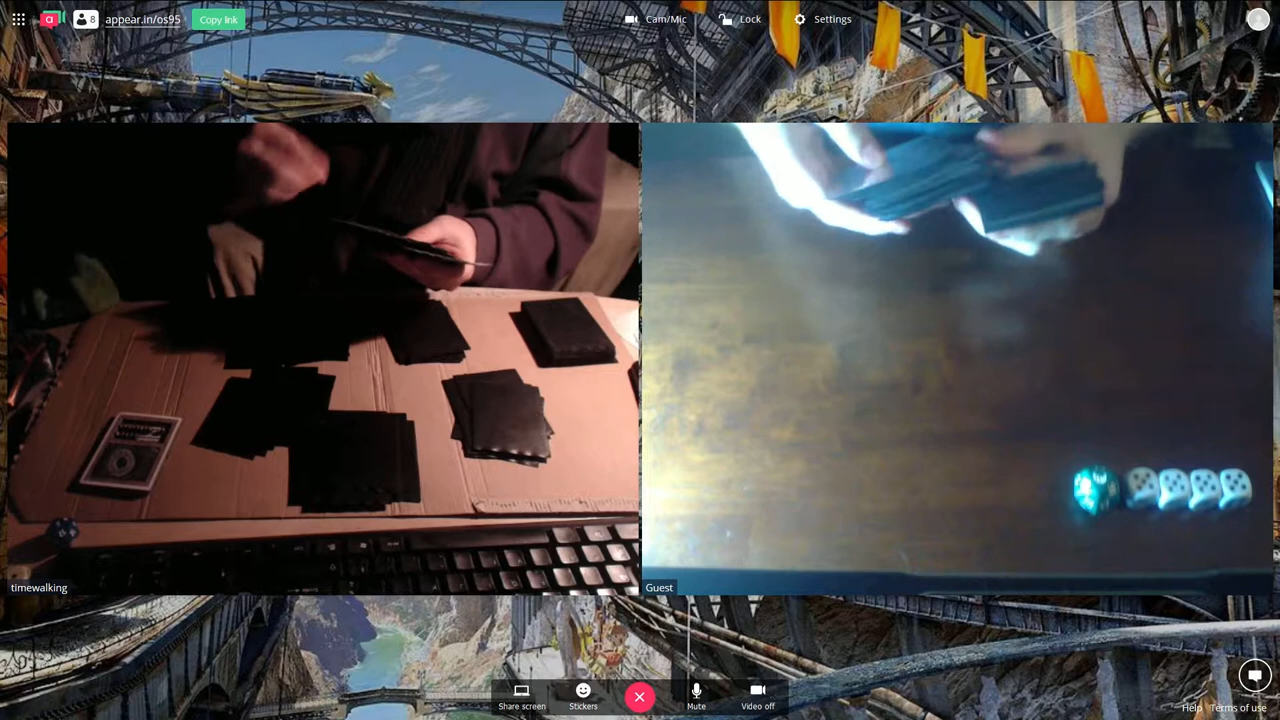 8 appear.in/os95 Copy link Cam/Mic Lock Settings
timewalking
Guest
Share screen Stickers Mute Video off
Help Terms of use